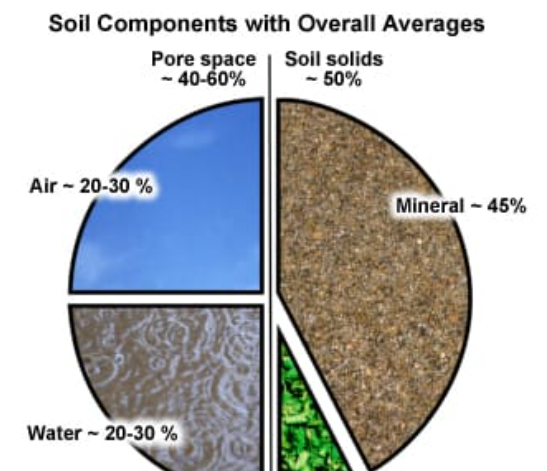 Soil Components with Overall Averages
Pore space
~ 40-60%
Soil solids
~ 50%
Air ~ 20-30 %
Mineral ~ 45%
Water ~ 20-30 %